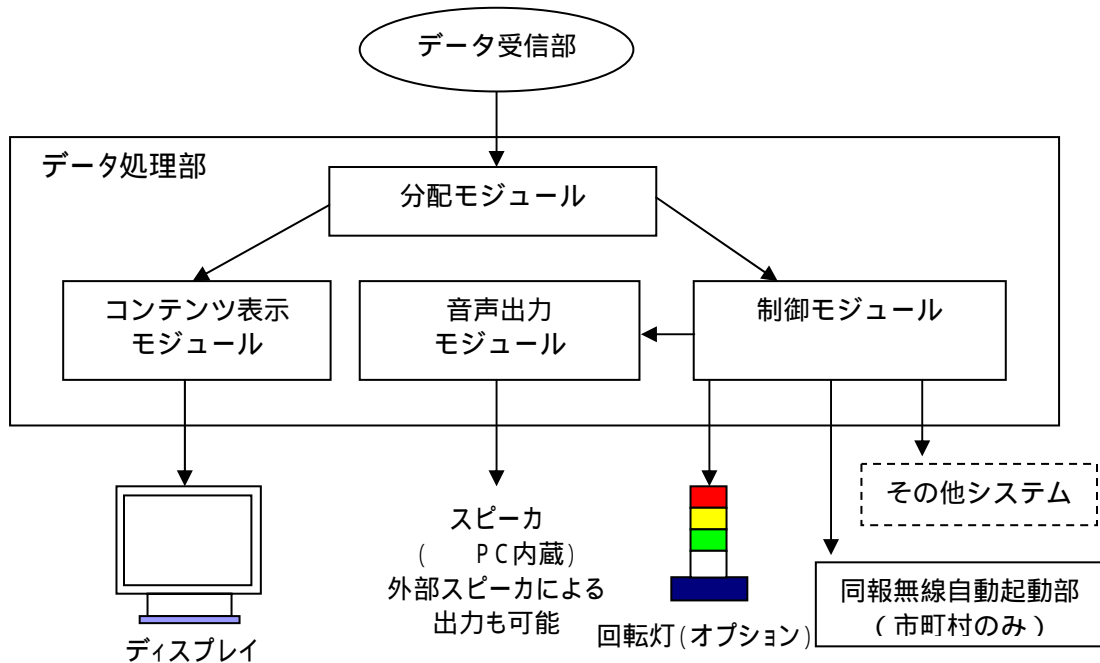 データ受信部
データ処理部
分配モジュール
コンテンツ表示
モジュール
音声出力
モジュール
制御モジュール
その他システム
スピーカ
(　　PC内蔵)
外部スピーカによる
出力も可能
同報無線自動起動部
(市町村のみ)
回転灯(オプション)
ディスプレイ